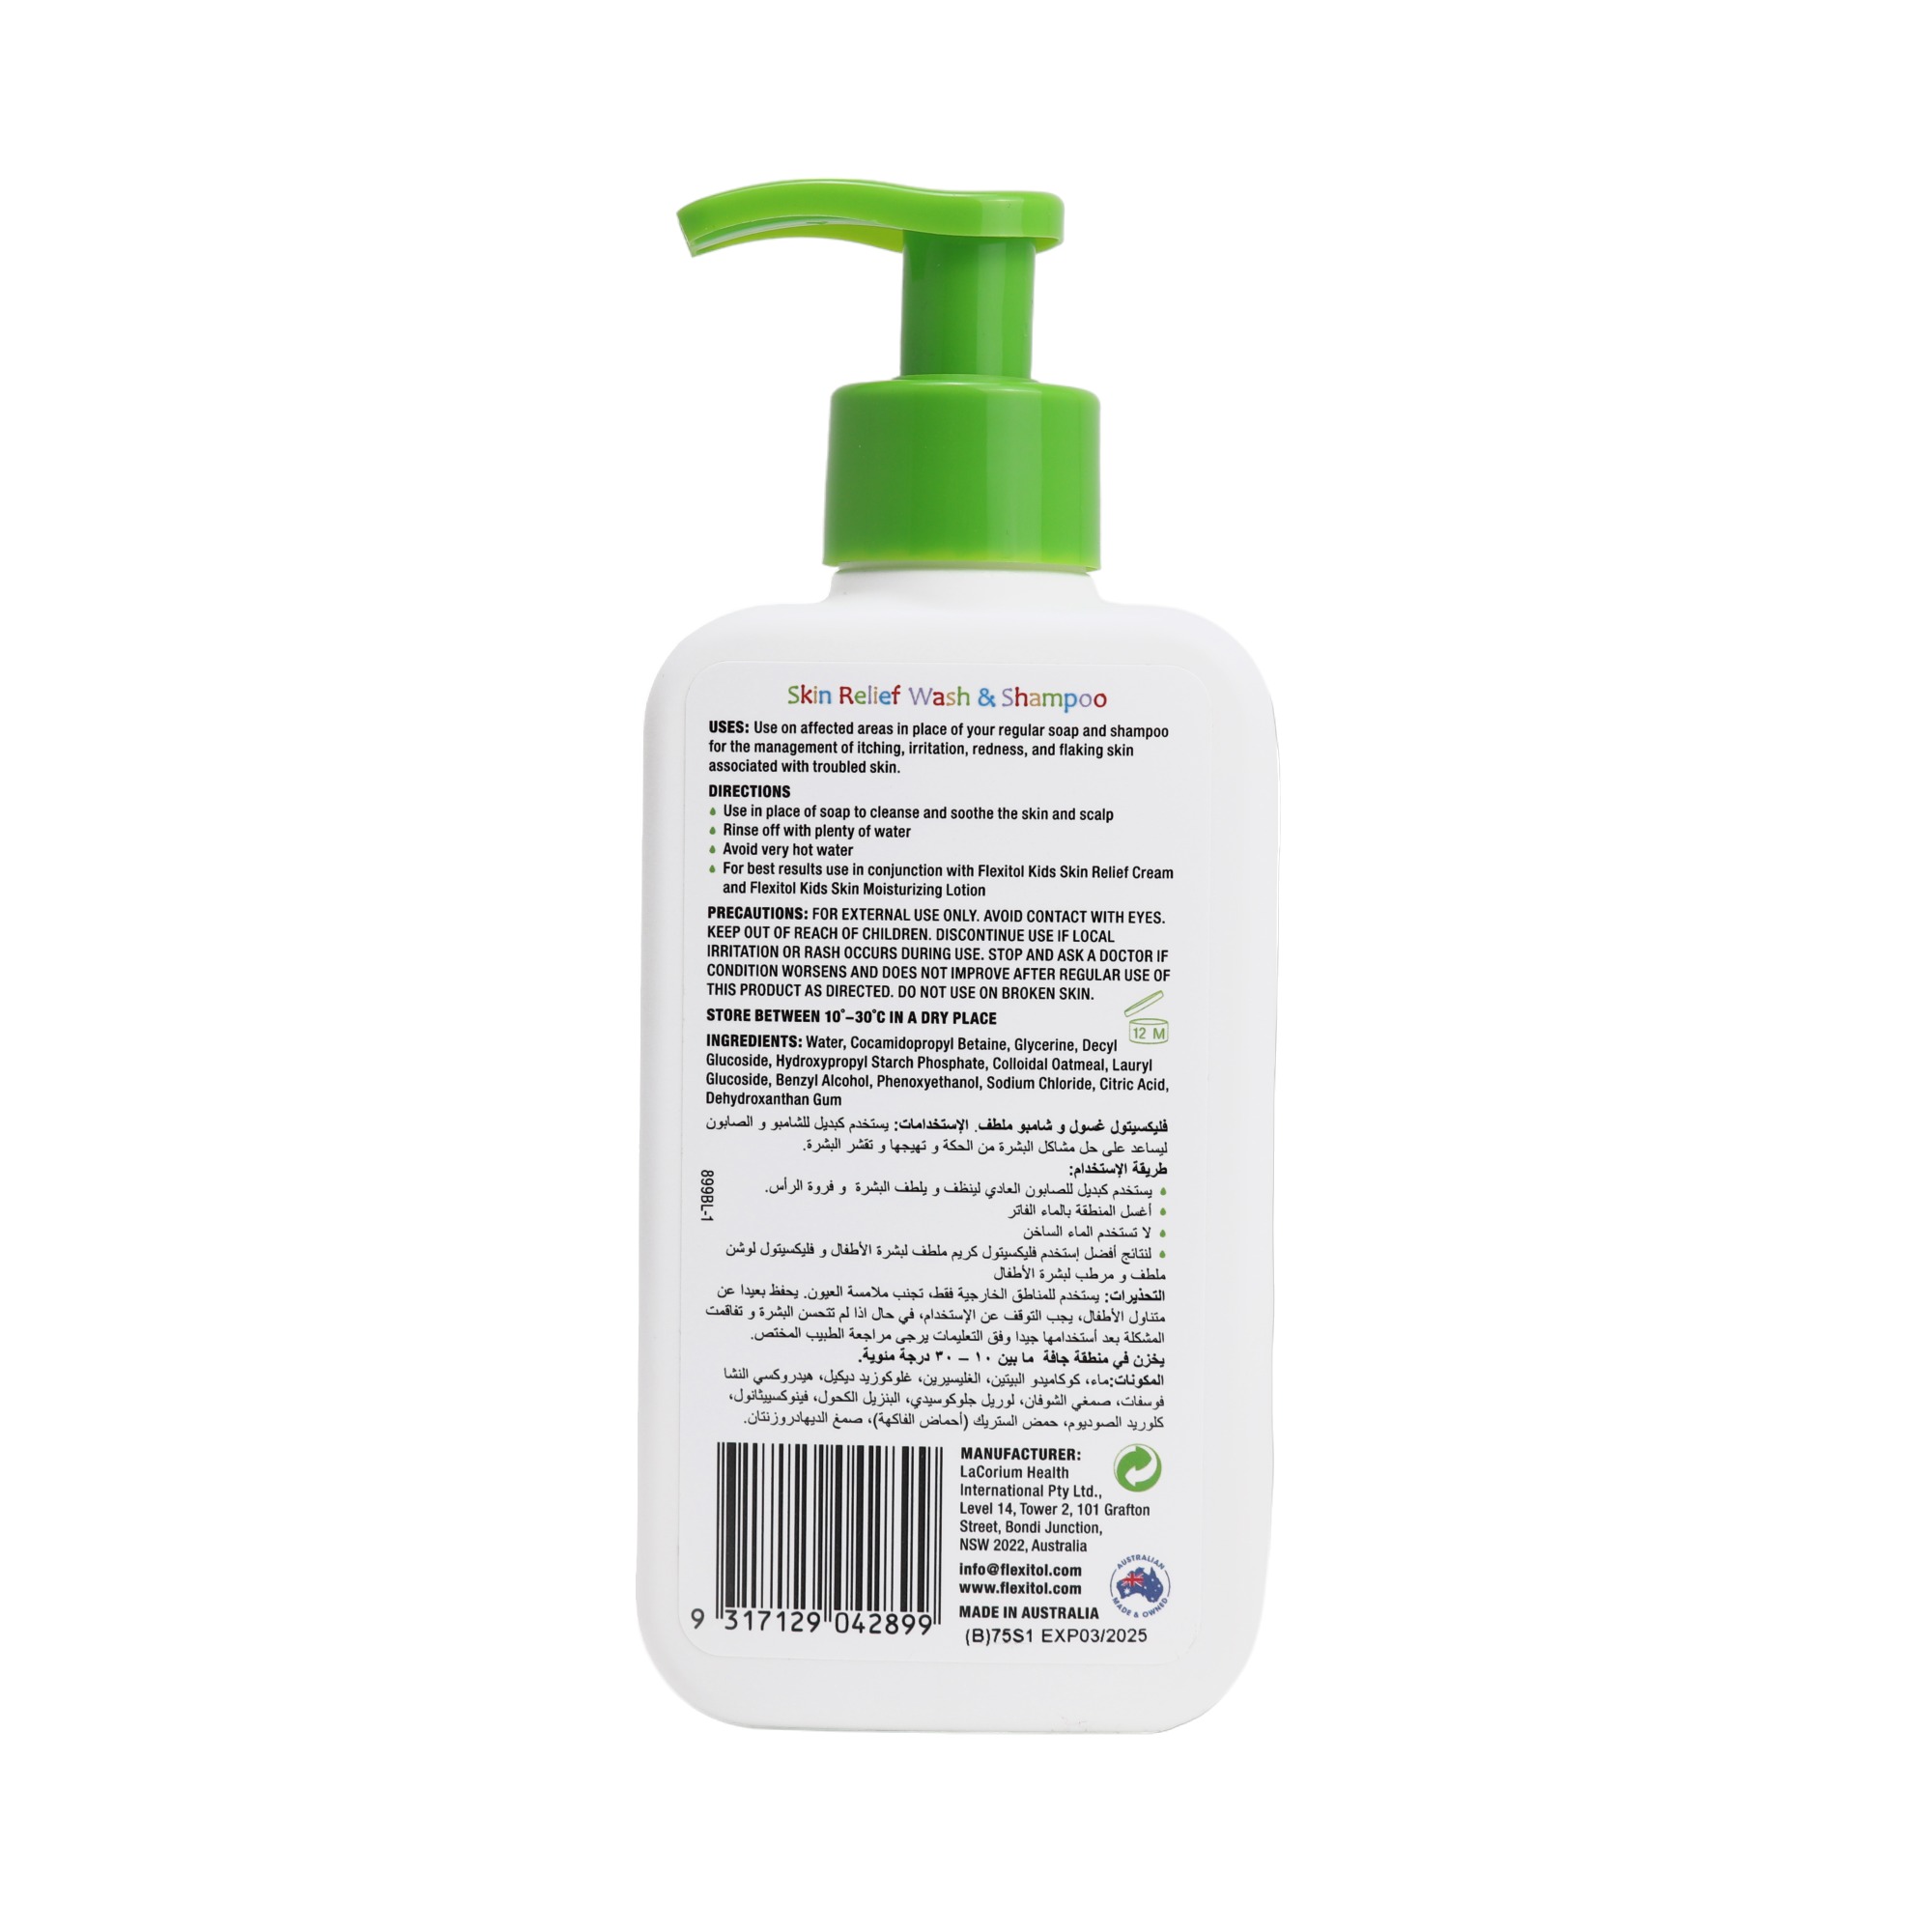 Skin Relief Wash & Shampoo
USES: Use on affected areas in place of your regular soap and shampoo
for the management of itching, irritation, redness, and flaking skin
associated with troubled skin.
DIRECTIONS
Use in place of soap to cleanse and soothe the skin and scalp
Rinse off with plenty of water
Avoid very hot water
For best results use in conjunction with Flexitol Kids Skin Relief Cream
and Flexitol Kids Skin Moisturizing Lotion
PRECAUTIONS: FOR EXTERNAL USE ONLY. AVOID CONTACT WITH EYES.
KEEP OUT OF REACH OF CHILDREN. DISCONTINUE USE IF LOCAL
IRRITATION OR RASH OCCURS DURING USE. STOP AND ASK A DOCTOR IF
CONDITION WORSENS AND DOES NOT IMPROVE AFTER REGULAR USE OF
THIS PRODUCT AS DIRECTED. DO NOT USE ON BROKEN SKIN.
STORE BETWEEN 10°–30°C IN A DRY PLACE
12 M
INGREDIENTS: Water, Cocamidopropyl Betaine, Glycerine, Decyl
Glucoside, Hydroxypropyl Starch Phosphate, Colloidal Oatmeal, Lauryl
Glucoside, Benzyl Alcohol, Phenoxyethanol, Sodium Chloride, Citric Acid,
Dehydroxanthan Gum
فليكسيتول غسول و شامبو ملطف. الإستخدامات: يستخدم كبديل للشامبو و الصابون
ليساعد على حل مشاكل البشرة من الحكة و تهيجها و تقشر البشرة.
طريقة الإستخدام:
يستخدم كبديل للصابون العادي لينظف و يلطف البشرة و فروة الرأس.
أغسل المنطقة بالماء الفاتر
لا تستخدم الماء الساخن
لنتائج أفضل إستخدم فليكسيتول كريم ملطف لبشرة الأطفال و فليكسيتول لوشن
ملطف و مرطب لبشرة الأطفال
التحذيرات: يستخدم للمناطق الخارجية فقط، تجنب ملامسة العيون. يحفظ بعيدا عن
متناول الأطفال، يجب التوقف عن الإستخدام، في حال اذا لم تتحسن البشرة و تفاقمت
المشكلة بعد أستخدامها جيدا وفق التعليمات يرجى مراجعة الطبيب المختص.
يخزن في منطقة جافة ما بين ١٠ – ٣٠ درجة مئوية.
المكونات:ماء، كوكاميدو البيتين، الغليسيرين، غلوكوزيد ديكيل، هيدروكسي النشا
فوسفات، صمغي الشوفان، لوريل جلوكوسيدي، البنزيل الكحول، فينوكسييثانول،
كلوريد الصوديوم، حمض الستريك (أحماض الفاكهة)، صمغ الديهادروزنتان.
899BL-1
9 317129 042899
MANUFACTURER:
LaCorium Health
International Pty Ltd.,
Level 14, Tower 2, 101 Grafton
Street, Bondi Junction,
NSW 2022, Australia
info@flexitol.com
www.flexitol.com
MADE IN AUSTRALIA
AUSTRALIAN
MADE & OWNED
(B)75S1 EXP03/2025